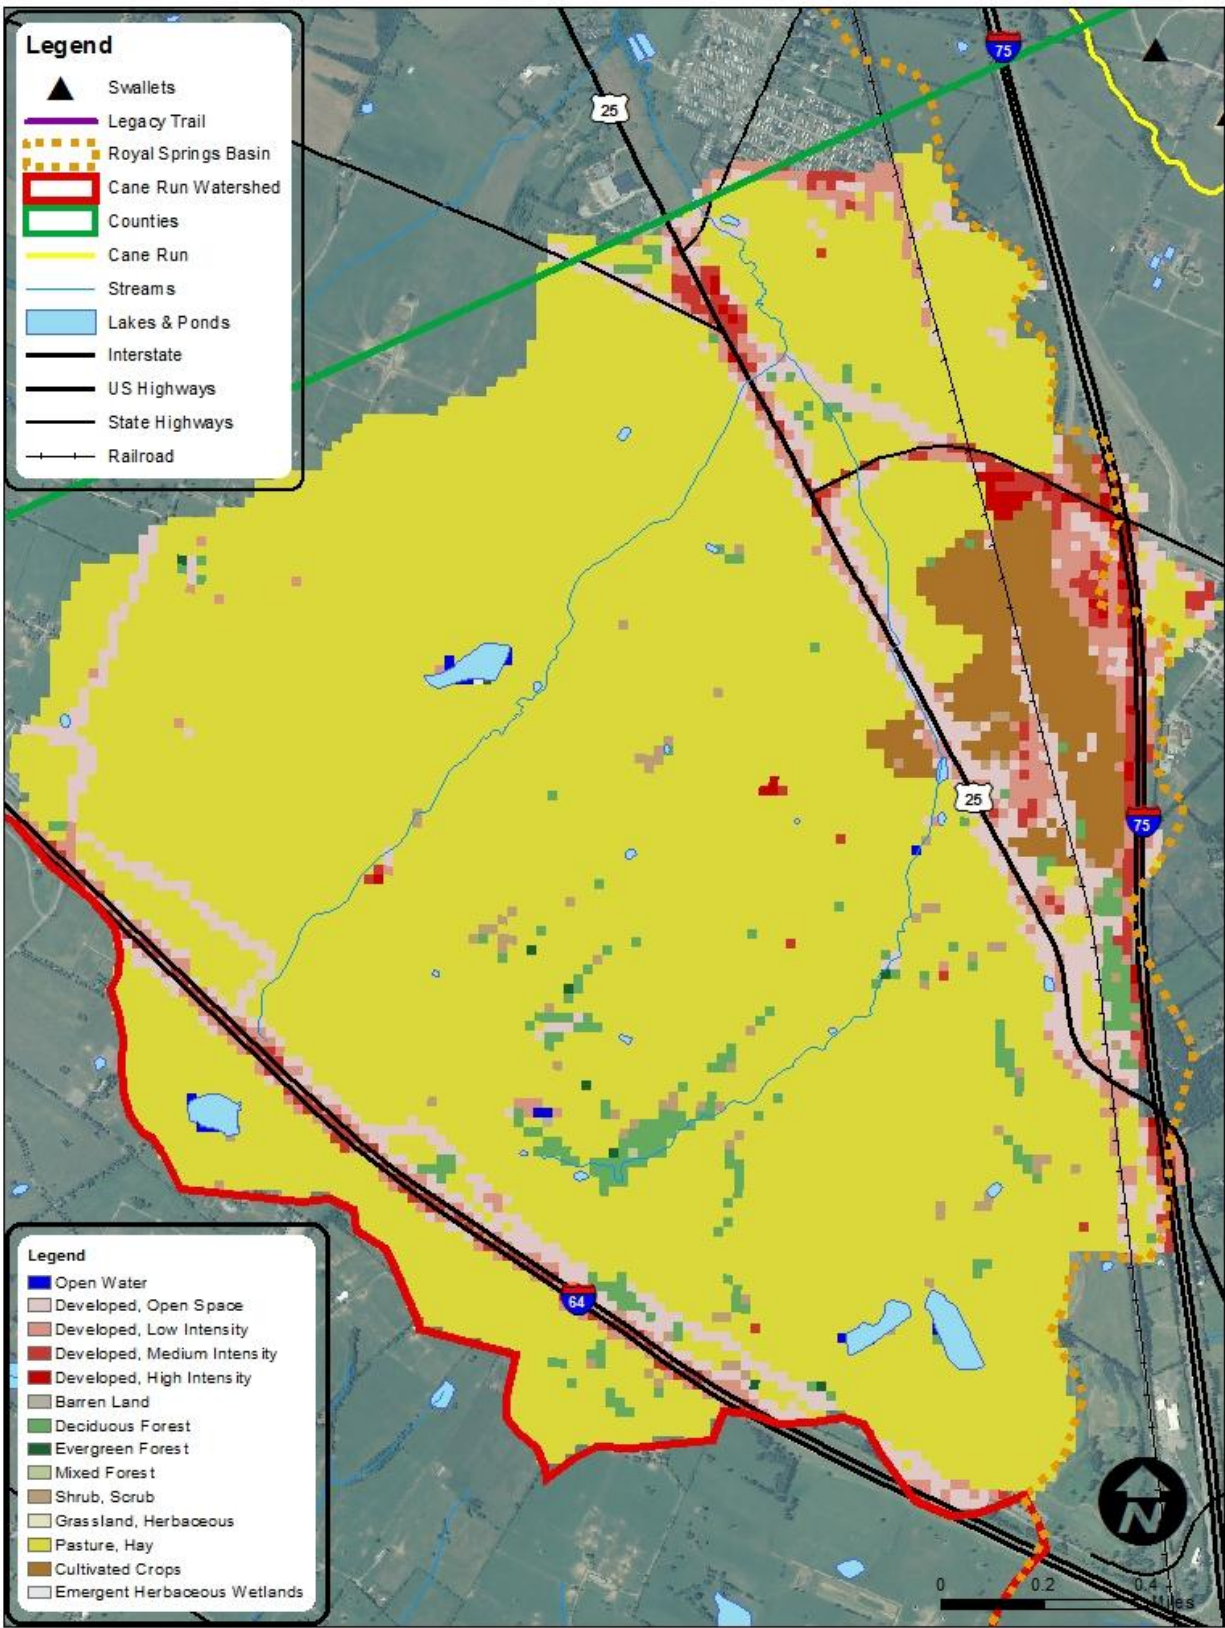 Legend
Swallets
Legacy Trail
Royal Springs Basin
Cane Run Watershed
Counties
Cane Run
Streams
Lakes & Ponds
Interstate
US Highways
State Highways
Railroad
25
75
25
75
64
Legend
Open Water
Developed, Open Space
Developed, Low Intensity
Developed, Medium Intensity
Developed, High Intensity
Barren Land
Deciduous Forest
Evergreen Forest
Mixed Forest
Shrub, Scrub
Grassland, Herbaceous
Pasture, Hay
Cultivated Crops
Emergent Herbaceous Wetlands
N
0 0.2 0.4
Miles